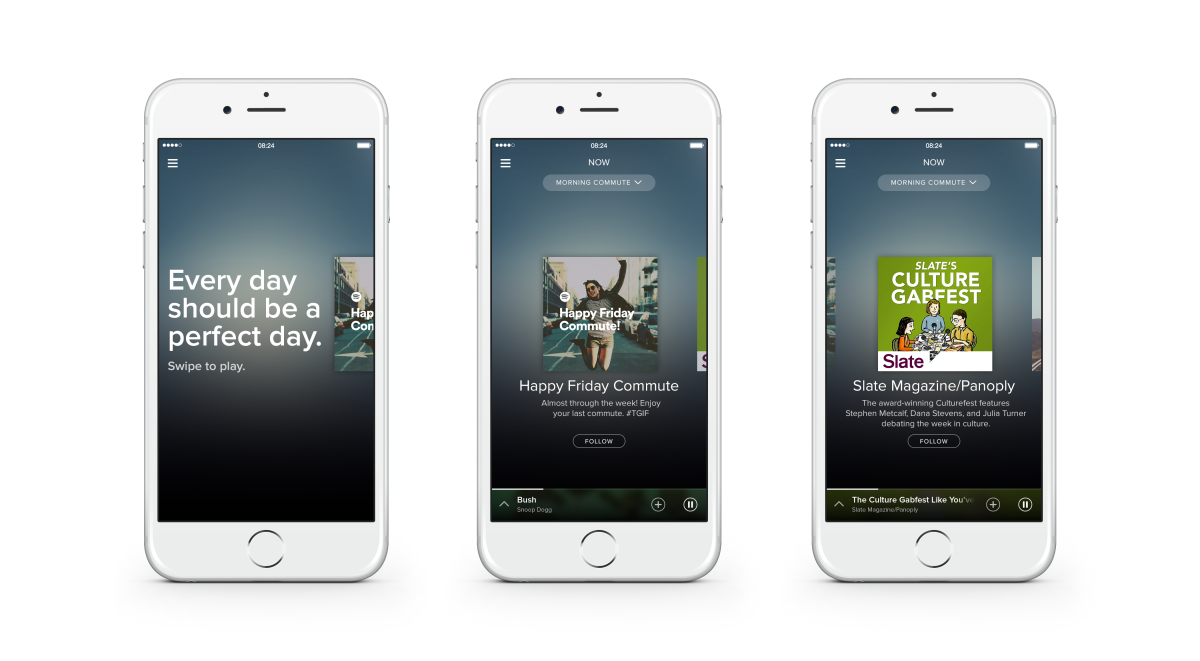 08:24
Every day
should be a
perfect day.
Swipe to play.
Hap
Com
08:24
NOW
MORNING COMMUTE
Happy Friday
Commute!
S
Happy Friday Commute
Almost through the week! Enjoy
your last commute. #TGIF
FOLLOW
Bush
Snoop Dogg
08:24
NOW
MORNING COMMUTE
SLATE'S
CULTURE
GABFEST
Slate
Slate Magazine/Panoply
The award-winning Culturefest features
Stephen Metcalf, Dana Stevens, and Julia Turner
debating the week in culture.
FOLLOW
The Culture Gabfest Like You've
Slate Magazine/Panoply